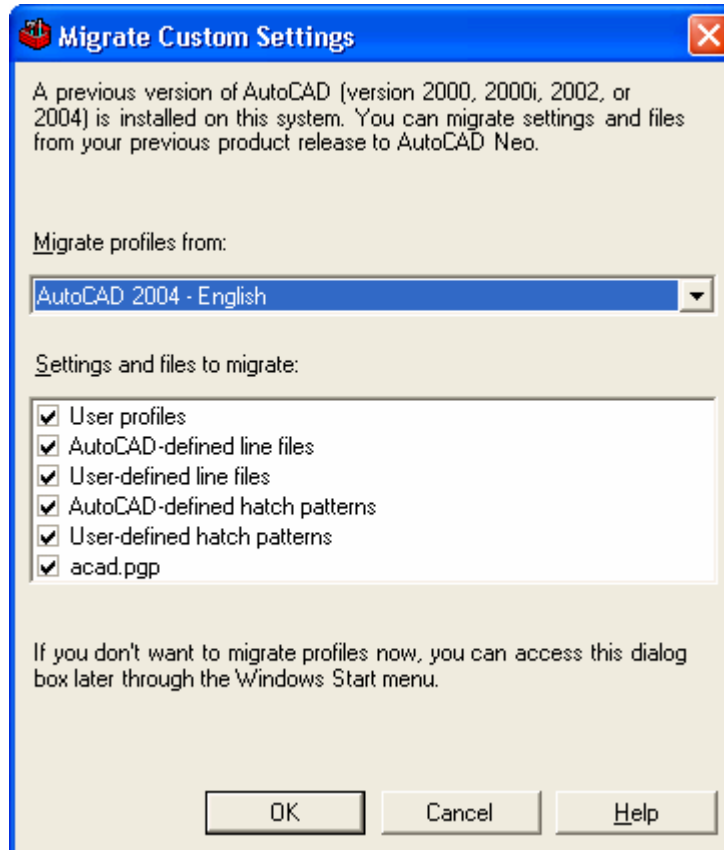 Migrate Custom Settings
A previous version of AutoCAD (version 2000, 2000i, 2002, or
2004) is installed on this system. You can migrate settings and files
from your previous product release to AutoCAD Neo.
Migrate profiles from:
AutoCAD 2004 - English
Settings and files to migrate:
User profiles
AutoCAD-defined line files
User-defined line files
AutoCAD-defined hatch patterns
User-defined hatch patterns
acad.pgp
If you don't want to migrate profiles now, you can access this dialog
box later through the Windows Start menu.
OK Cancel Help